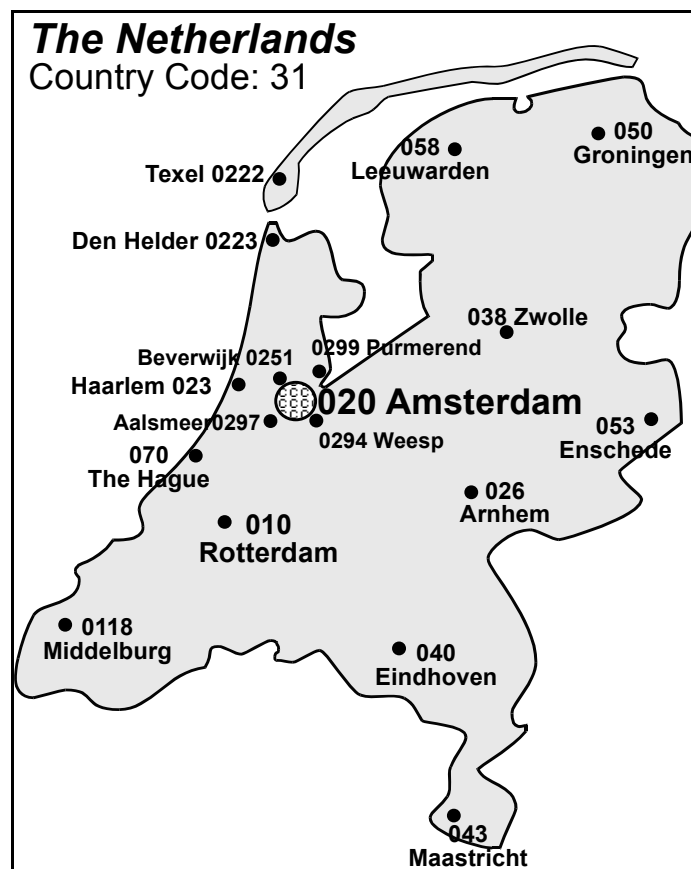 The Netherlands
Country Code: 31
050
Groningen
058
Leeuwarden
Texel 0222
Den Helder 0223
038 Zwolle
0299 Purmerend
Beverwijk 0251
Haarlem 023
020 Amsterdam
Aalsmeer0297
0294 Weesp
053
Enschede
070
The Hague
026
Arnhem
010
Rotterdam
0118
Middelburg
040
Eindhoven
043
Maastricht